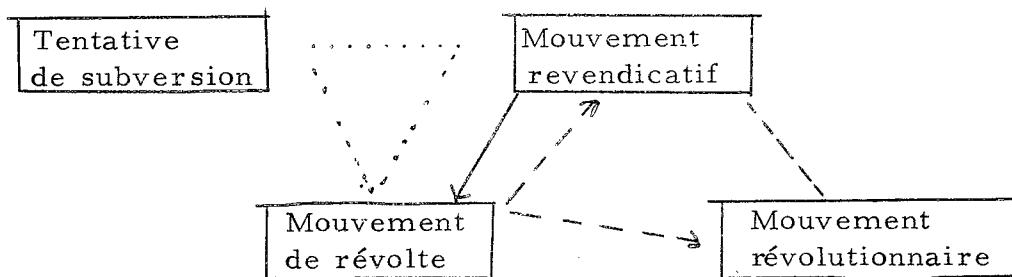 Tentative
de subversion
Mouvement
revendicatif
Mouvement
de révolte
Mouvement
révolutionnaire